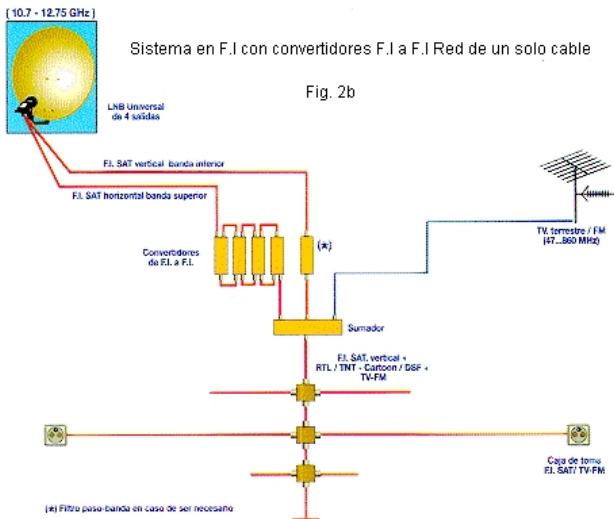 ( 10.7 - 12.75 GHz )
Sistema en F.I con convertidores F.I a F.I Red de un solo cable
Fig. 2b
LNB Universal
de 4 salidas
F.I. SAT vertical banda inferior
F.I. SAT horizontal banda superior
TV. terrestre / FM
(47...860 MHz)
Convertidores
de F.I. a F.I.
(*)
Sumador
F.I. SAT. vertical +
RTL / TNT - Cartoon / DSF +
TV-FM
Caja de toma
F.I. SAT/ TV-FM
(*) Filtro paso-banda en caso de ser necesario